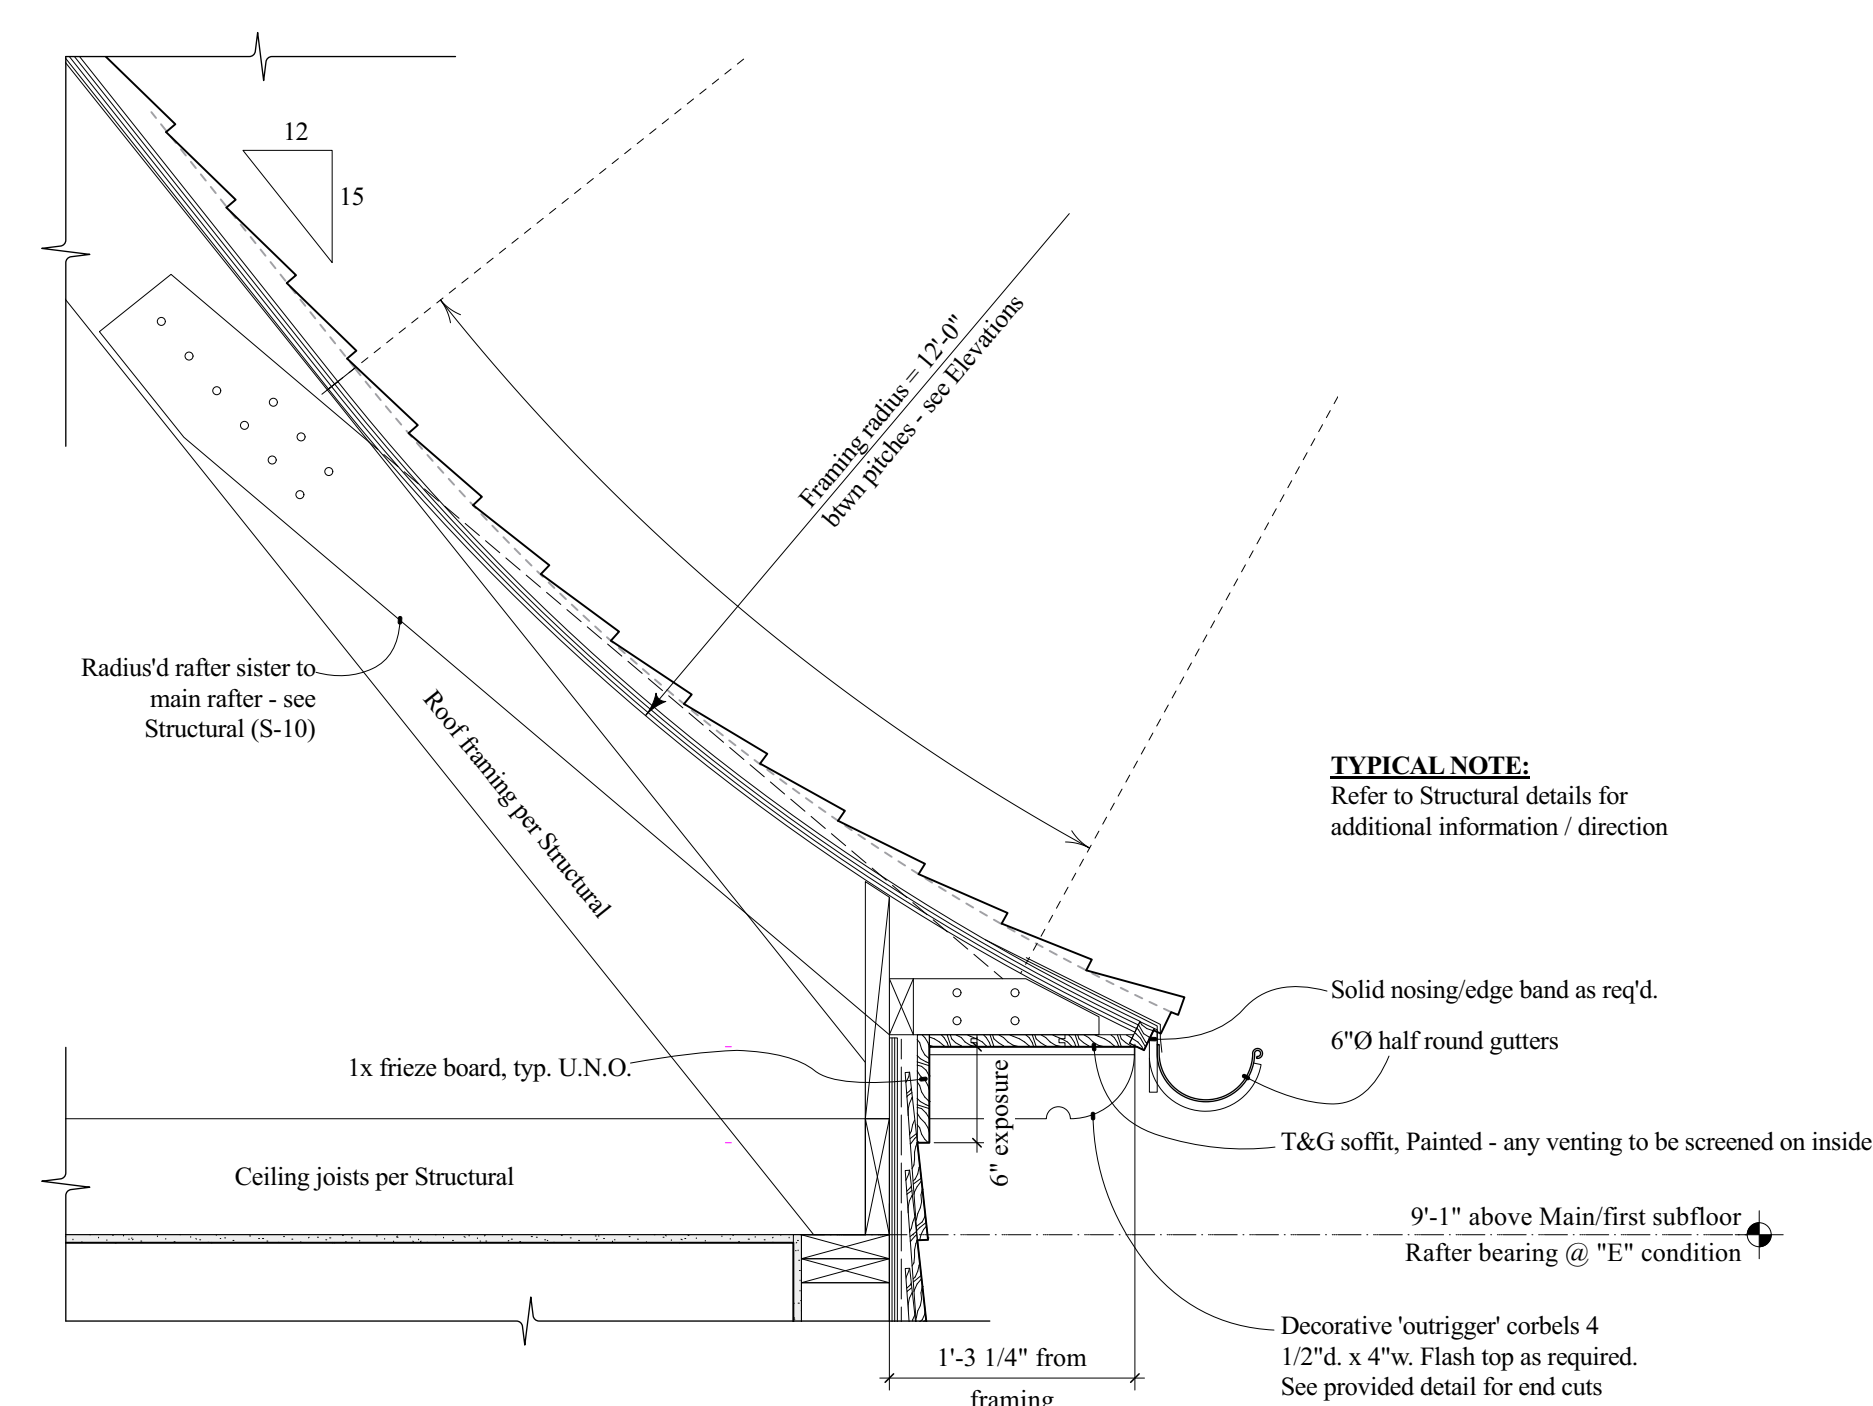 12
15
Framing radius = 12'-0"
btwn pitches - see Elevations
Radius'd rafter sister to
main rafter - see
Structural (S-10)
Roof framing per Structural
TYPICAL NOTE:
Refer to Structural details for
additional information / direction
Solid nosing/edge band as req'd.
6"Ø half round gutters
1x frieze board, typ. U.N.O.
6" exposure
T&G soffit, Painted - any venting to be screened on inside
Ceiling joists per Structural
9'-1" above Main/first subfloor
Rafter bearing @ "E" condition
Decorative 'outrigger' corbels 4
1/2"d. x 4"w. Flash top as required.
See provided detail for end cuts
1'-3 1/4" from
framing